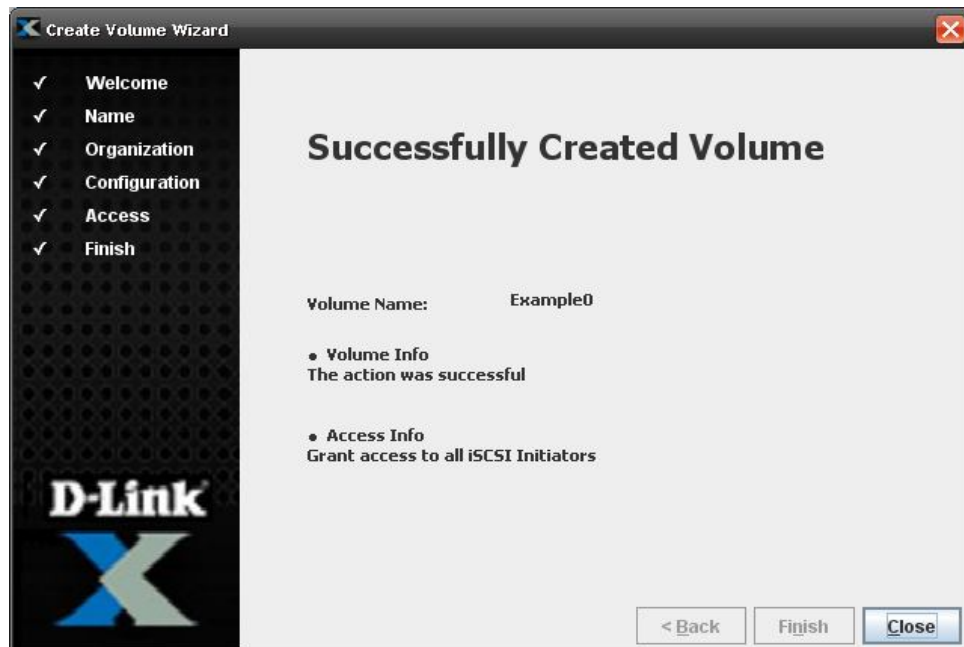 Create Volume Wizard
Welcome
Name
Organization
Configuration
Access
Finish
D-Link
Successfully Created Volume
Volume Name: Example0
• Volume Info
The action was successful
• Access Info
Grant access to all iSCSI Initiators
< Back Finish Close